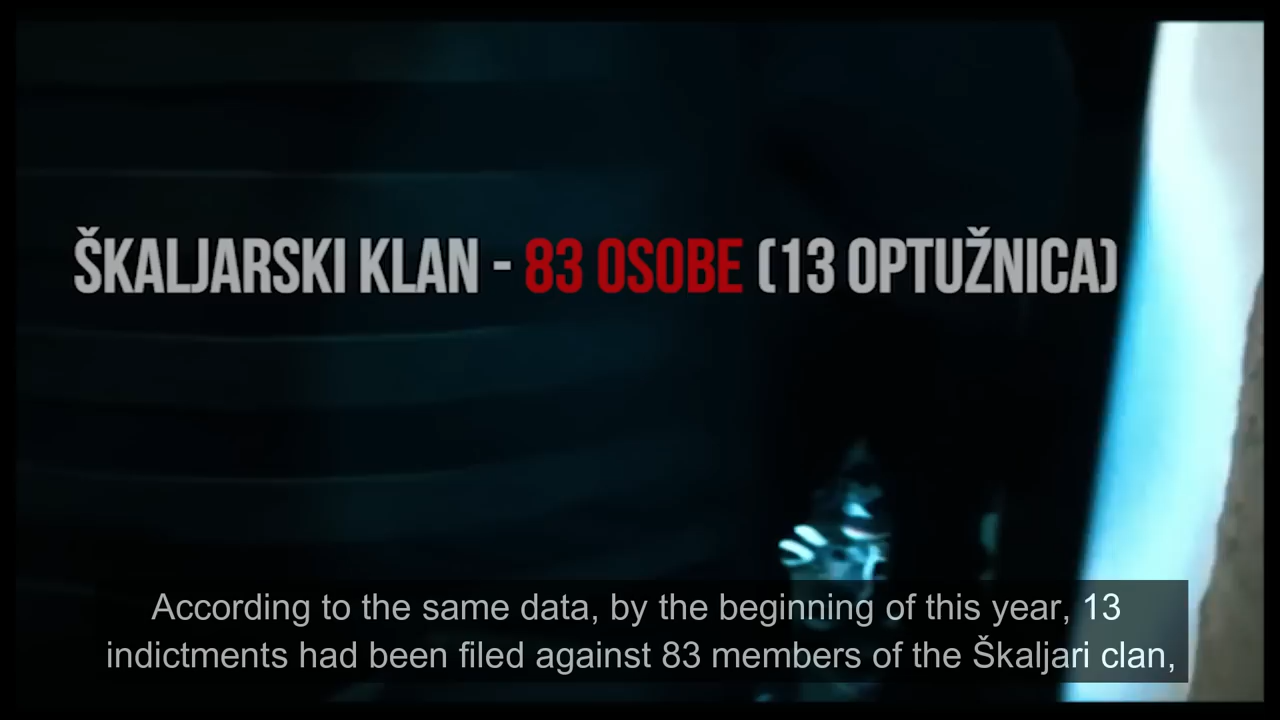 ŠKALJARSKI KLAN - 83 OSOBE (13 OPTUŽNICA)
According to the same data, by the beginning of this year, 13
indictments had been filed against 83 members of the Škaljari clan,